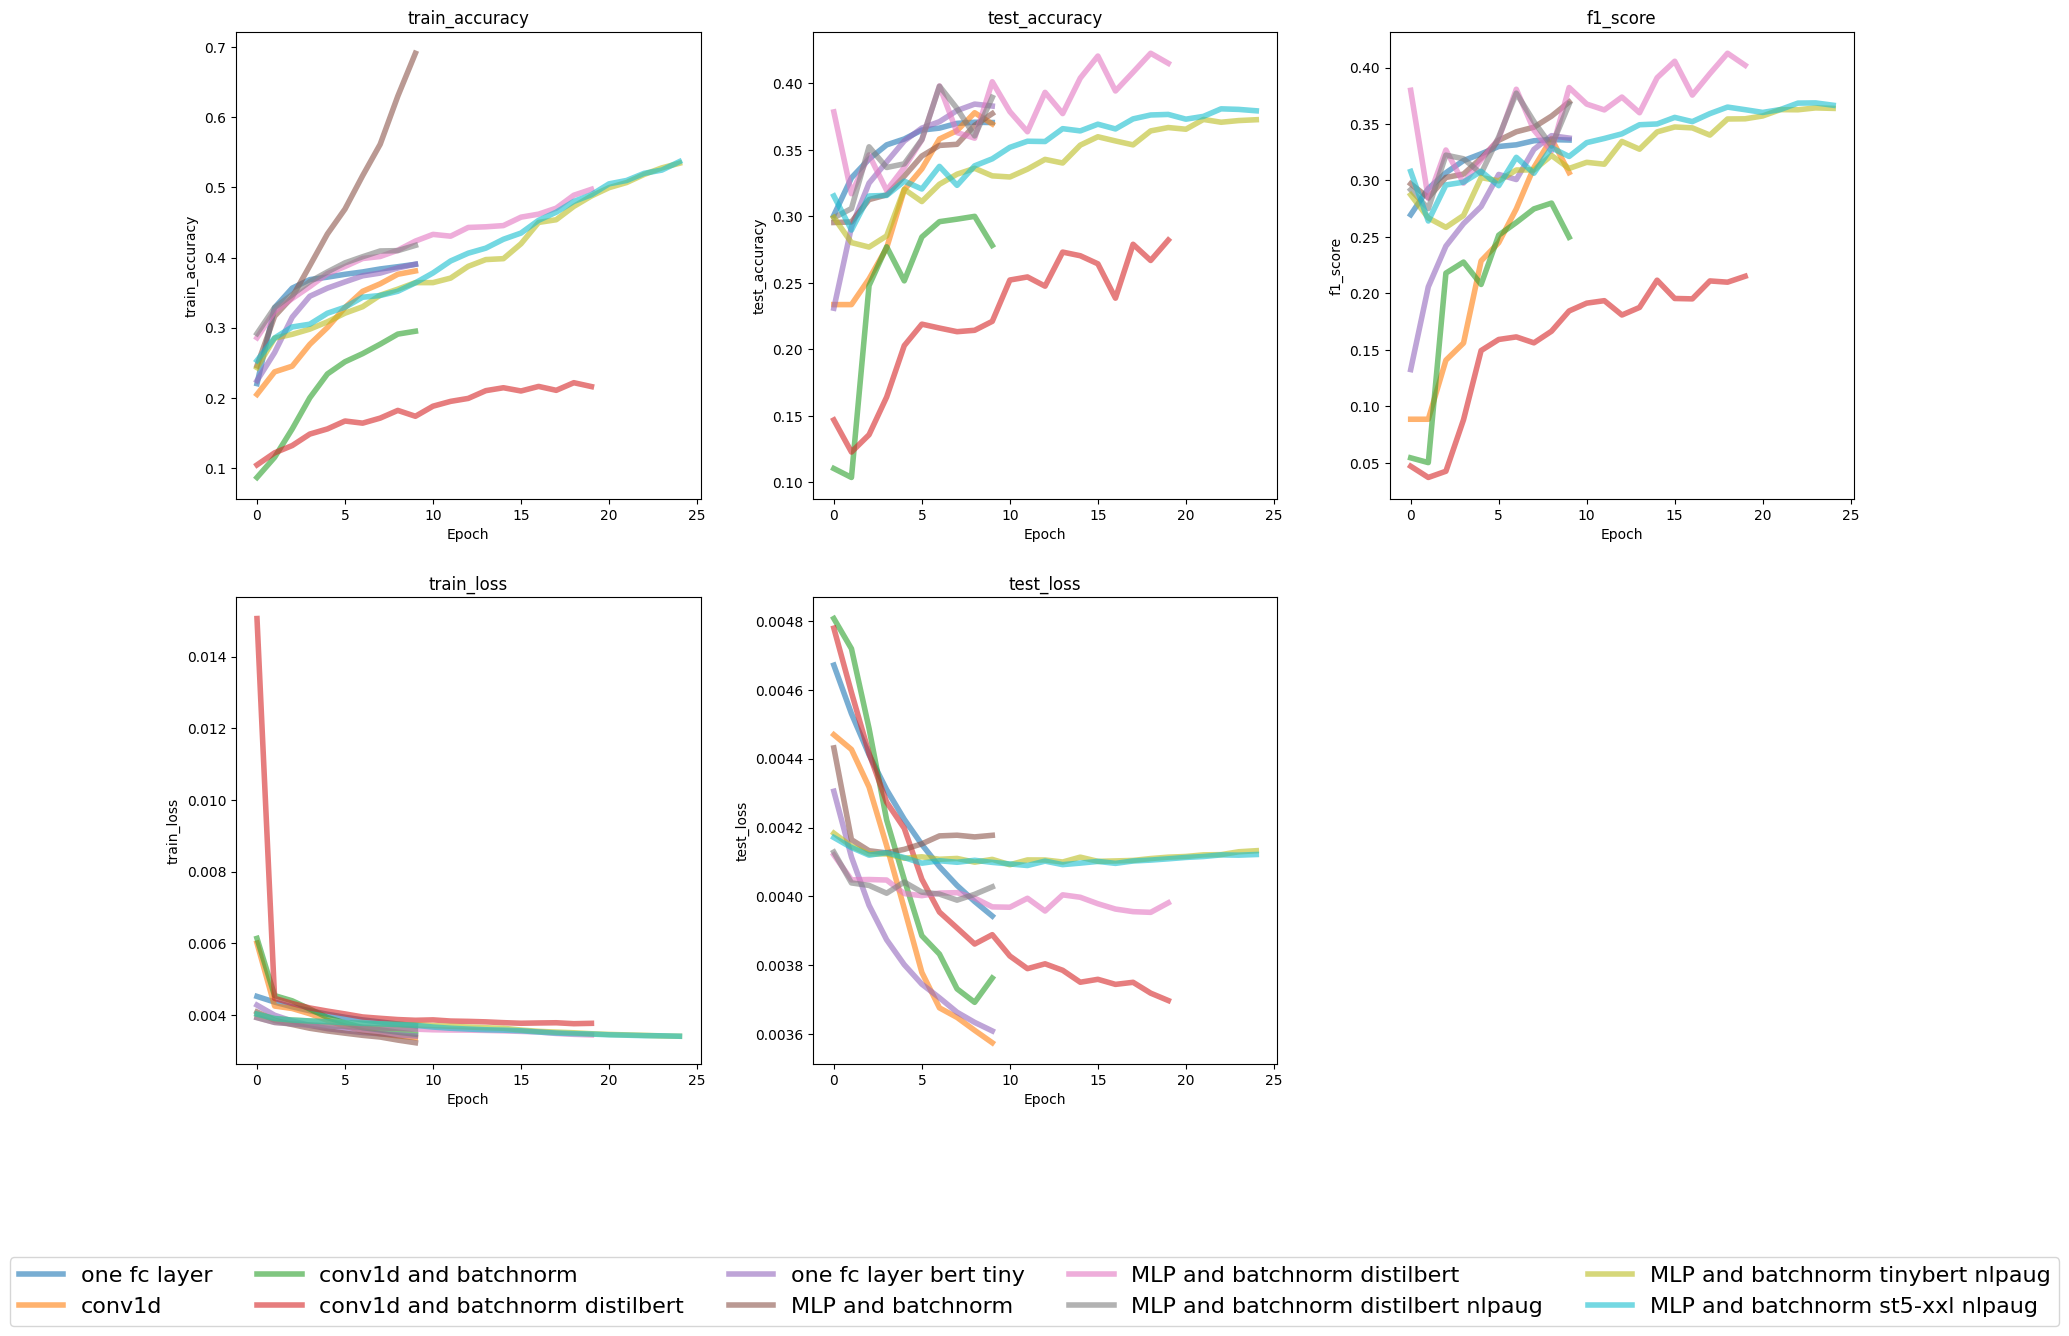 train_accuracy
test_accuracy
f1_score
train_accuracy
0.7
0.6
0.5
0.4
0.3
0.2
0.1
0 5 10 15 20 25
Epoch
test_accuracy
0.40
0.35
0.30
0.25
0.20
0.15
0.10
0 5 10 15 20 25
Epoch
f1_score
0.40
0.35
0.30
0.25
0.20
0.15
0.10
0.05
0 5 10 15 20 25
Epoch
train_loss
test_loss
train_loss
0.014
0.012
0.010
0.008
0.006
0.004
0 5 10 15 20 25
Epoch
test_loss
0.0048
0.0046
0.0044
0.0042
0.0040
0.0038
0.0036
0 5 10 15 20 25
Epoch
one fc layer
conv1d
conv1d and batchnorm
conv1d and batchnorm distilbert
one fc layer bert tiny
MLP and batchnorm
MLP and batchnorm distilbert
MLP and batchnorm distilbert nlpaug
MLP and batchnorm tinybert nlpaug
MLP and batchnorm st5-xxl nlpaug